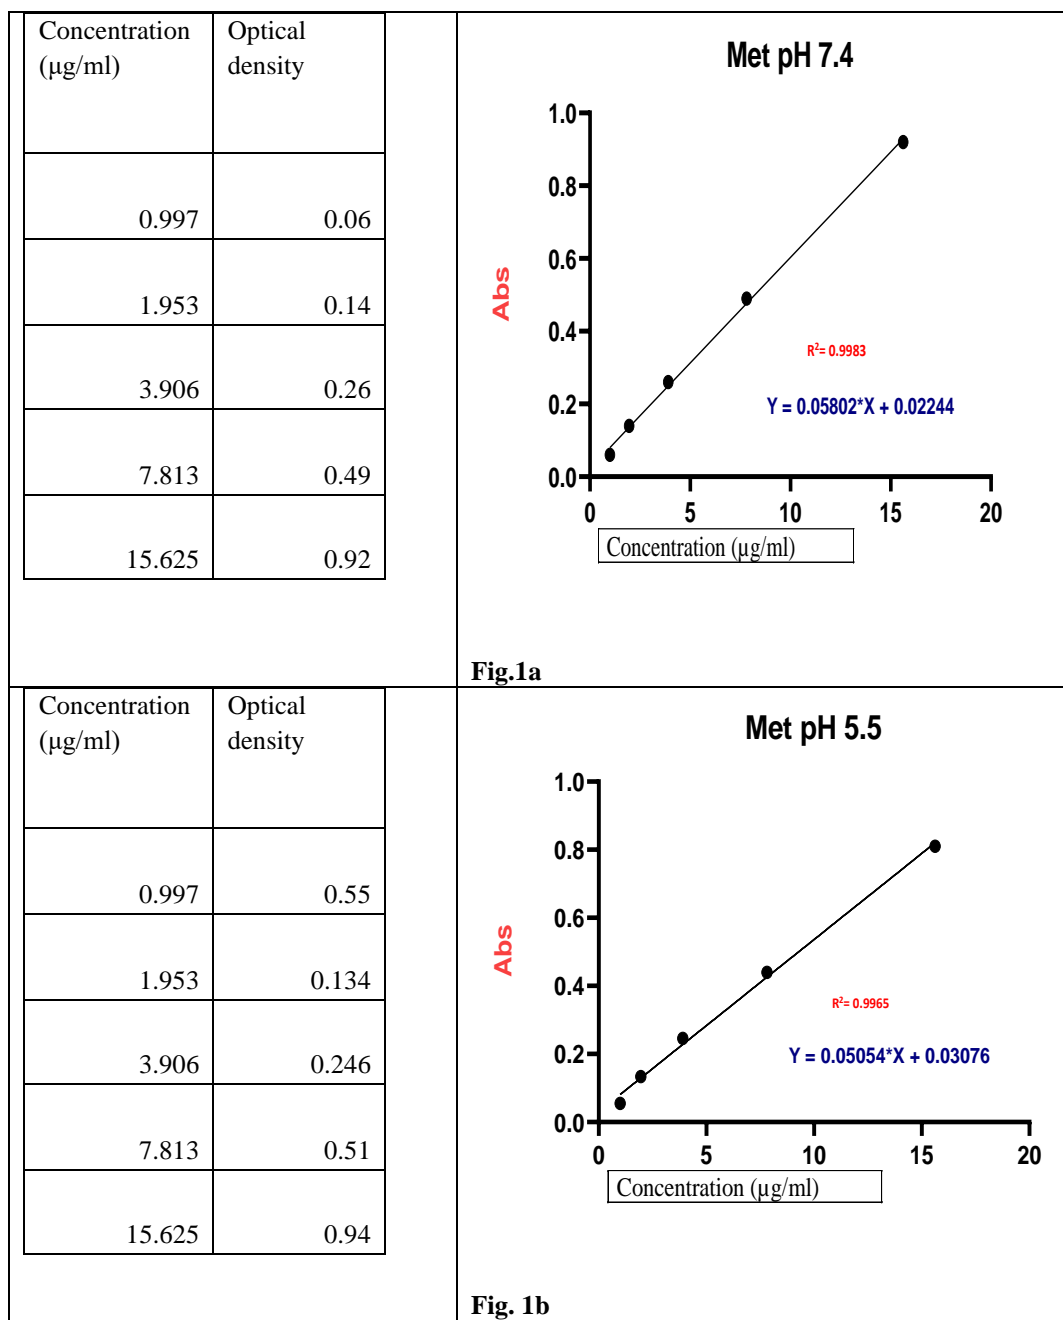 Concentration Optical
(µg/ml) density
0.997 0.06
1.953 0.14
3.906 0.26
7.813 0.49
15.625 0.92
Met pH 7.4
1.0
0.8
0.6
0.4
0.2
0.0
Abs
R²= 0.9983
Y = 0.05802*X + 0.02244
0 5 10 15 20
Concentration (µg/ml)
Fig.1a
Concentration Optical
(µg/ml) density
0.997 0.55
1.953 0.134
3.906 0.246
7.813 0.51
15.625 0.94
Met pH 5.5
1.0
0.8
0.6
0.4
0.2
0.0
Abs
R²= 0.9965
Y = 0.05054*X + 0.03076
0 5 10 15 20
Concentration (µg/ml)
Fig. 1b